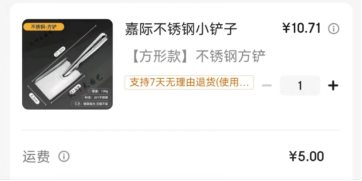 不锈钢·方铲
嘉际不锈钢小铲子
¥10.71
【方形款】不锈钢方铲
支持7天无理由退货(使用...
1
运费
¥5.00